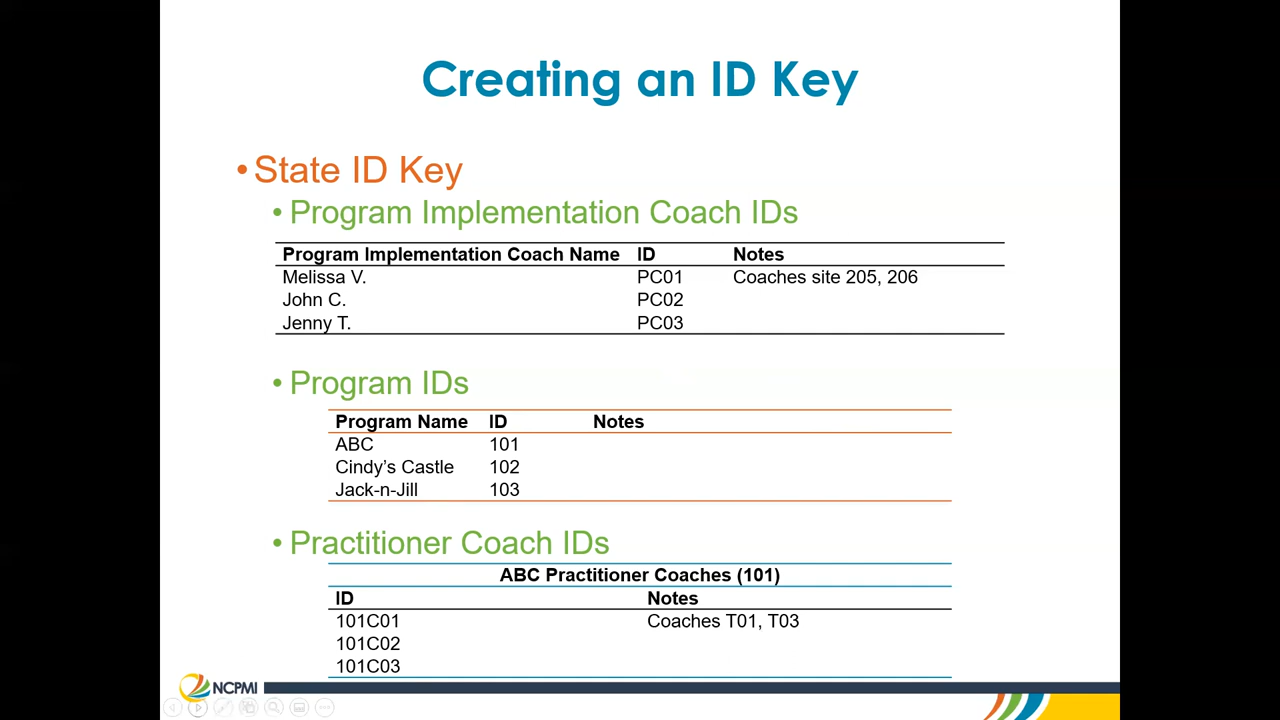 Creating an ID Key
• State ID Key
• Program Implementation Coach IDs
Program Implementation Coach Name ID Notes
Melissa V. PC01 Coaches site 205, 206
John C. PC02
Jenny T. PC03
• Program IDs
Program Name ID Notes
ABC 101
Cindy’s Castle 102
Jack-n-Jill 103
• Practitioner Coach IDs
ABC Practitioner Coaches (101)
ID Notes
101C01 Coaches T01, T03
101C02
101C03
NCPMI